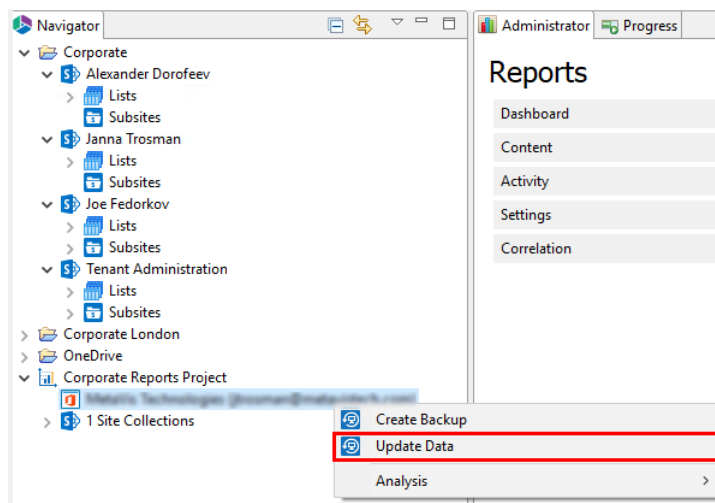 Navigator
Corporate
Alexander Dorofeev
Lists
Subsites
Janna Trosman
Lists
Subsites
Joe Fedorkov
Lists
Subsites
Tenant Administration
Lists
Subsites
Corporate London
OneDrive
Corporate Reports Project
1 Site Collections
Create Backup
Update Data
Analysis
Administrator
Progress
Reports
Dashboard
Content
Activity
Settings
Correlation